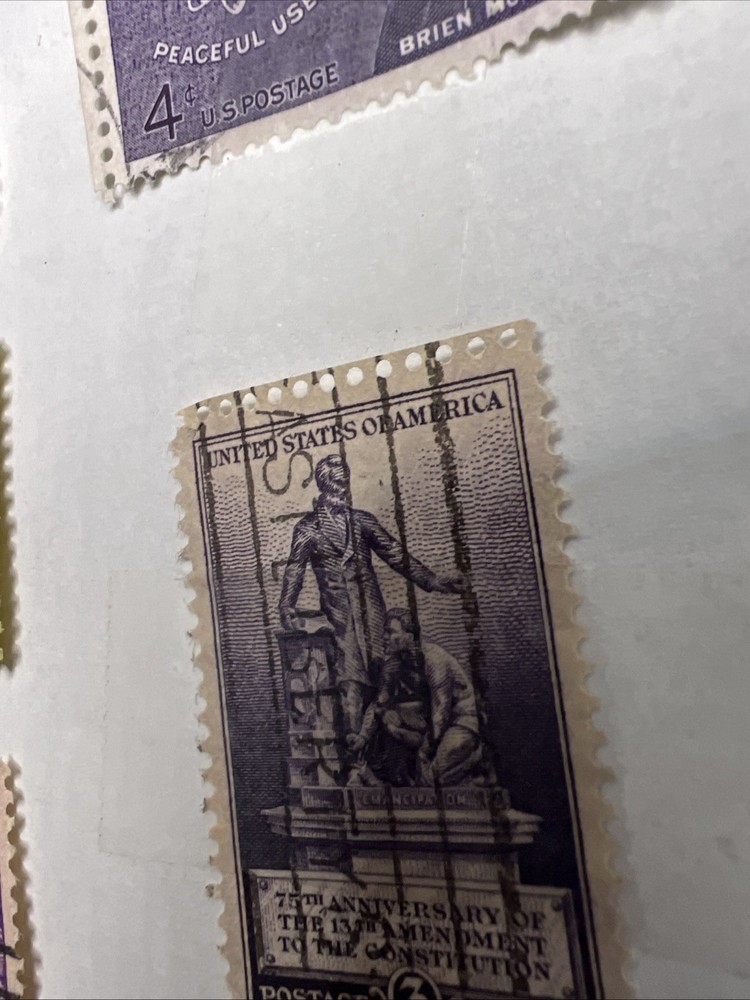 PEACEFUL USE
BRIEN M
4¢ U.S. POSTAGE
UNITED STATES OF AMERICA
EMANCIPATION
75TH ANNIVERSARY OF
THE 13TH AMENDMENT
TO THE CONSTITUTION
POSTAGE 3